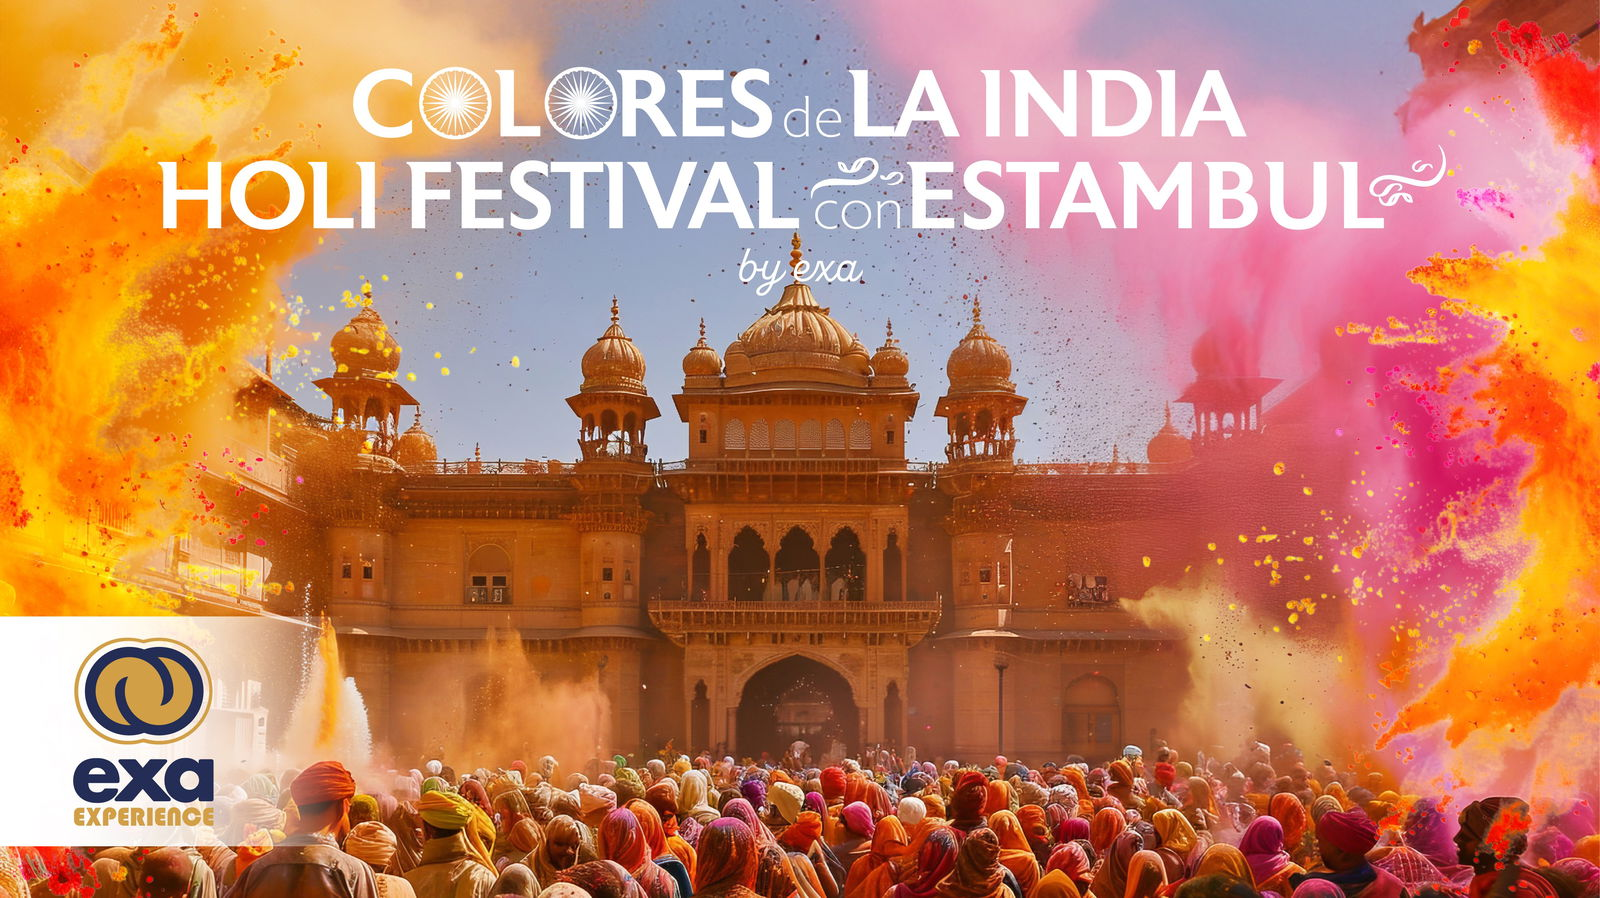 COLORES de LA INDIA
HOLI FESTIVAL con ESTAMBUL
by exa
exa
EXPERIENCE